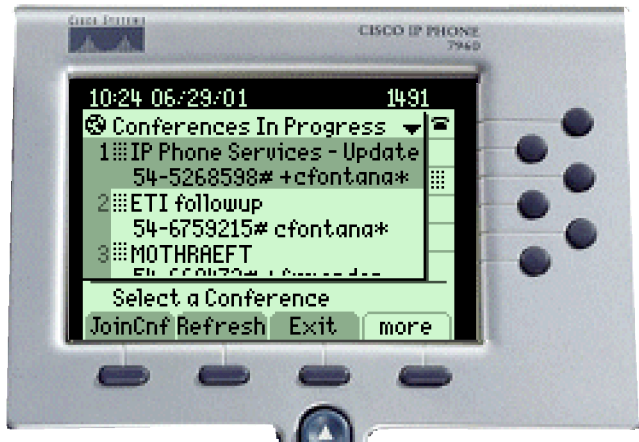 CISCO SYSTEMS
CISCO IP PHONE
7960
10:24 06/29/01 1491
Conferences In Progress
1 IP Phone Services - Update
54-5268598# +cfontana*
2 ETI followup
54-6759215# cfontana*
3 MOTHRAEFT
Select a Conference
JoinCnf Refresh Exit more